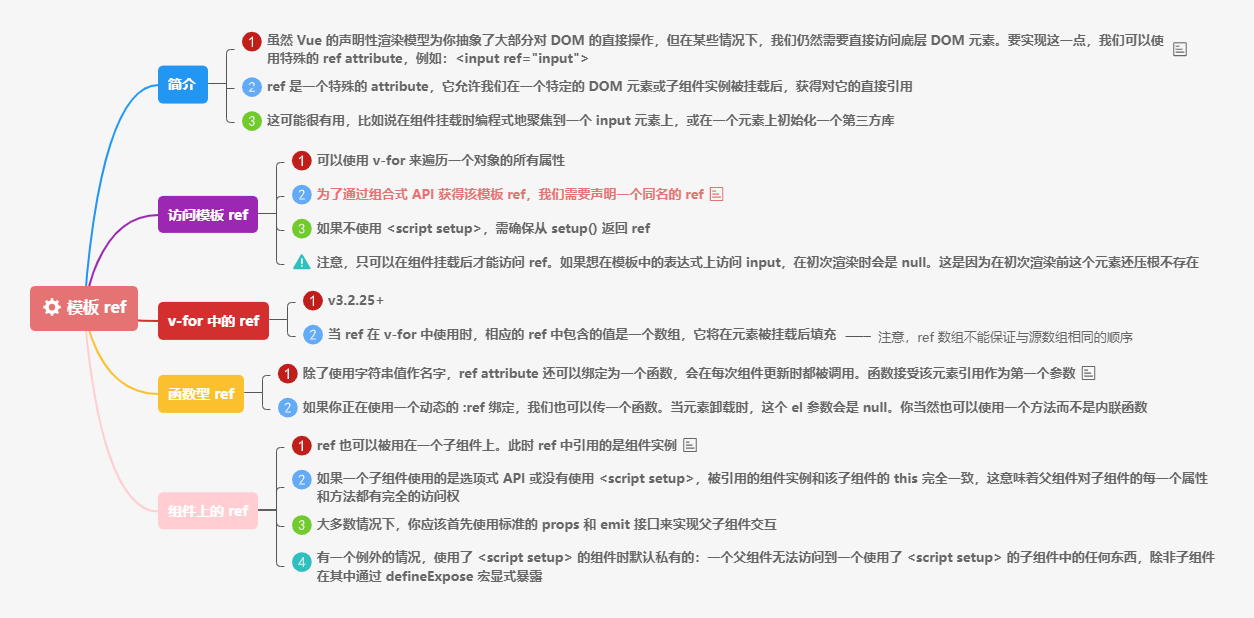 模板 ref
简介
1 虽然 Vue 的声明性渲染模型为你抽象了大部分对 DOM 的直接操作，但在某些情况下，我们仍然需要直接访问底层 DOM 元素。要实现这一点，我们可以使
用特殊的 ref attribute，例如：<input ref="input">
2 ref 是一个特殊的 attribute，它允许我们在一个特定的 DOM 元素或子组件实例被挂载后，获得对它的直接引用
3 这可能很有用，比如说在组件挂载时编程式地聚焦到一个 input 元素上，或在一个元素上初始化一个第三方库
访问模板 ref
1 可以使用 v-for 来遍历一个对象的所有属性
2 为了通过组合式 API 获得该模板 ref，我们需要声明一个同名的 ref
3 如果不使用 <script setup>，需确保从 setup() 返回 ref
注意，只可以在组件挂载后才能访问 ref。如果想在模板中的表达式上访问 input，在初次渲染时会是 null。这是因为在初次渲染前这个元素还压根不存在
v-for 中的 ref
1 v3.2.25+
2 当 ref 在 v-for 中使用时，相应的 ref 中包含的值是一个数组，它将在元素被挂载后填充 注意，ref 数组不能保证与源数组相同的顺序
函数型 ref
1 除了使用字符串值作名字，ref attribute 还可以绑定为一个函数，会在每次组件更新时都被调用。函数接受该元素引用作为第一个参数
2 如果你正在使用一个动态的 :ref 绑定，我们也可以传一个函数。当元素卸载时，这个 el 参数会是 null。你当然也可以使用一个方法而不是内联函数
组件上的 ref
1 ref 也可以被用在一个子组件上。此时 ref 中引用的是组件实例
2 如果一个子组件使用的是选项式 API 或没有使用 <script setup>，被引用的组件实例和该子组件的 this 完全一致，这意味着父组件对子组件的每一个属性
和方法都有完全的访问权
3 大多数情况下，你应该首先使用标准的 props 和 emit 接口来实现父子组件交互
4 有一个例外的情况，使用了 <script setup> 的组件时默认私有的：一个父组件无法访问到一个使用了 <script setup> 的子组件中的任何东西，除非子组件
在其中通过 defineExpose 宏显式暴露